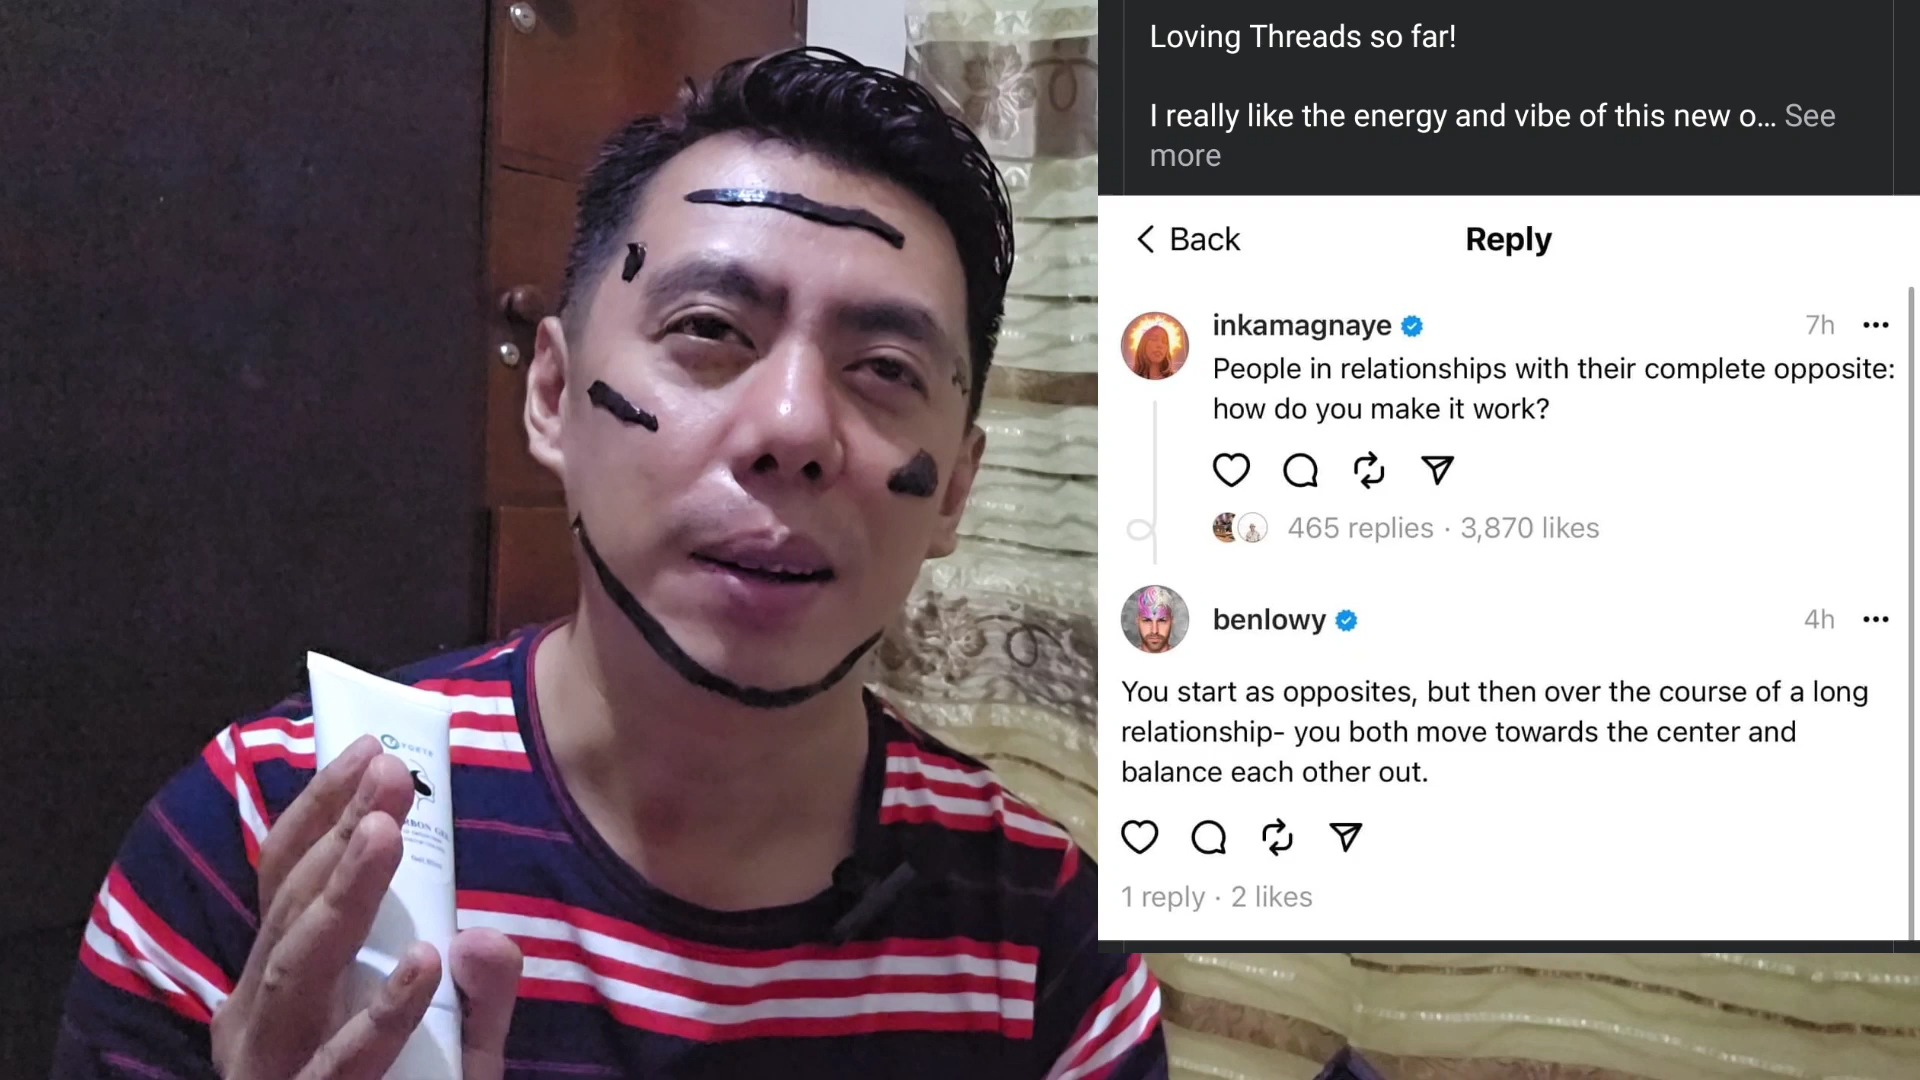 Loving Threads so far!
I really like the energy and vibe of this new o... See
more
Back
Reply
inkamagnaye
7h
People in relationships with their complete opposite:
how do you make it work?
465 replies · 3,870 likes
benlowy
4h
You start as opposites, but then over the course of a long
relationship- you both move towards the center and
balance each other out.
1 reply · 2 likes